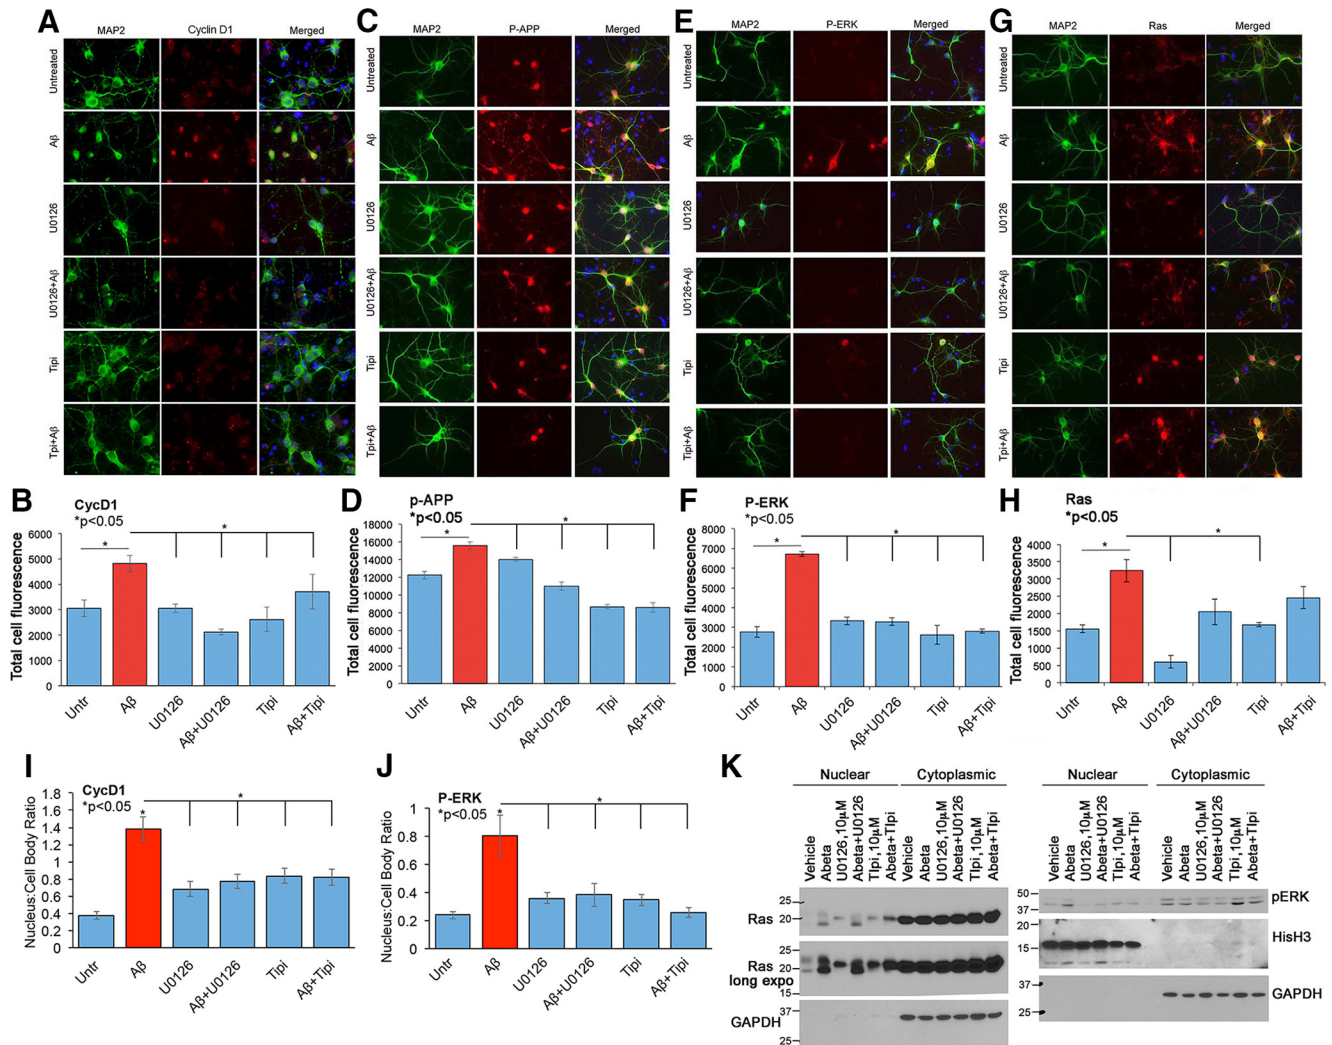 A
MAP2 Cyclin D1 Merged
Untreated
Aβ
U0126
U0126+Aβ
Tipi
Tpi+Aβ
C
MAP2 P-APP Merged
Untreated
Aβ
U0126
U0126+Aβ
Tipi
Tpi+Aβ
E
MAP2 P-ERK Merged
Untreated
Aβ
U0126
U0126+Aβ
Tipi
Tipi+Aβ
G
MAP2 Ras Merged
Untreated
Aβ
U0126
U0126+Aβ
Tipi
Tpi+Aβ
B
CycD1
*p<0.05
Total cell fluorescence
6000
5000
4000
3000
2000
1000
0
* *
Untr Aβ U0126 Aβ+U0126 Tipi Aβ+Tipi
D
p-APP
*p<0.05
Total cell fluorescence
18000
16000
14000
12000
10000
8000
6000
4000
2000
0
* *
Untr Aβ U0126 Aβ+U0126 Tipi Aβ+Tipi
F
P-ERK
*p<0.05
Total cell fluorescence
8000
7000
6000
5000
4000
3000
2000
1000
0
* *
Untr Aβ U0126 Aβ+U0126 Tipi Aβ+Tipi
H
Ras
*p<0.05
Total cell fluorescence
4000
3500
3000
2500
2000
1500
1000
500
0
* *
Untr Aβ U0126 Aβ+U0126 Tipi Aβ+Tipi
I
CycD1
*p<0.05
Nucleus:Cell Body Ratio
1.8
1.6
1.4
1.2
1
0.8
0.6
0.4
0.2
0
* *
Untr Aβ U0126 Aβ+U0126 Tipi Aβ+Tipi
J
P-ERK
*p<0.05
Nucleus:Cell Body Ratio
1
0.8
0.6
0.4
0.2
0
* *
Untr Aβ U0126 Aβ+U0126 Tipi Aβ+Tipi
K
Nuclear Cytoplasmic
Vehicle
Abeta
U0126,10µM
Abeta+U0126
TIpi,10µM
Abeta+TIpi
Vehicle
Abeta
U0126,10µM
Abeta+U0126
TIpi,10µM
Abeta+TIpi
25
Ras 20
25
Ras 20
long expo
15
37
GAPDH
25
Nuclear Cytoplasmic
Vehicle
Abeta
U0126,10µM
Abeta+U0126
TIpi,10µM
Abeta+TIpi
Vehicle
Abeta
U0126,10µM
Abeta+U0126
TIpi,10µM
Abeta+TIpi
50
37
pERK
20
15
HisH3
37
25
GAPDH